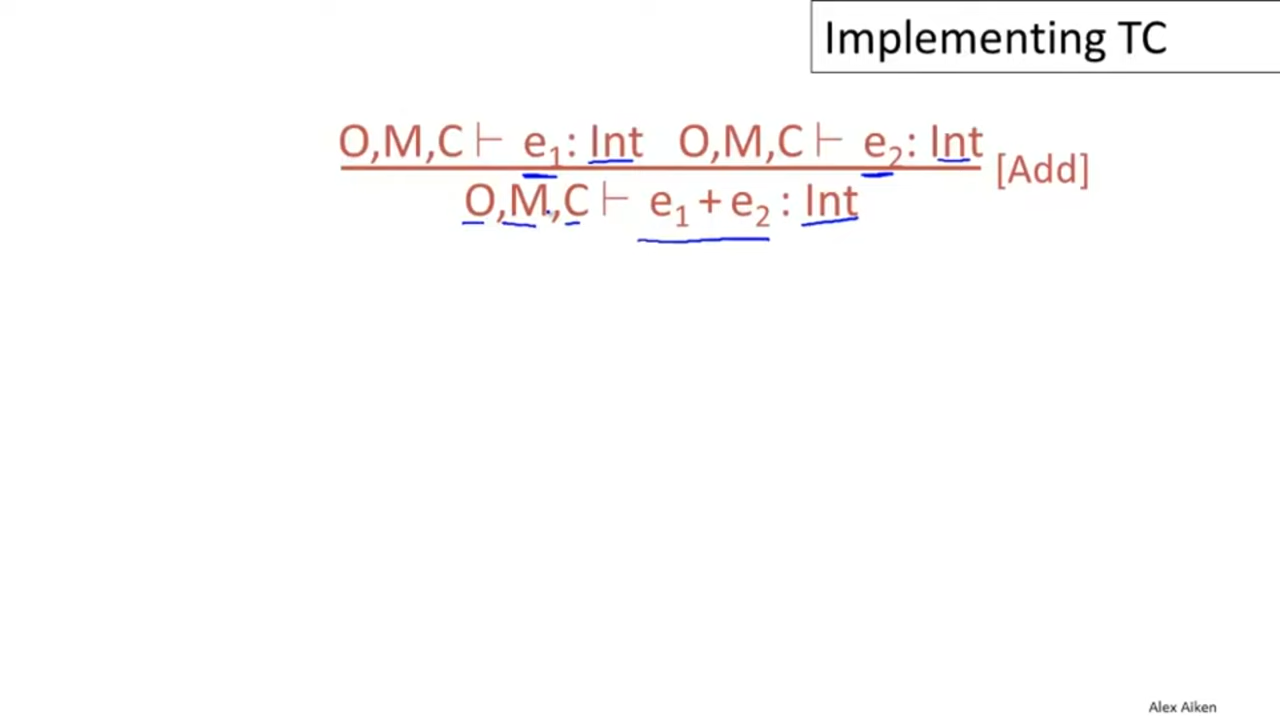 Implementing TC
O,M,C ⊢ e₁ : Int O,M,C ⊢ e₂ : Int
[Add]
O,M,C ⊢ e₁ + e₂ : Int
Alex Aiken